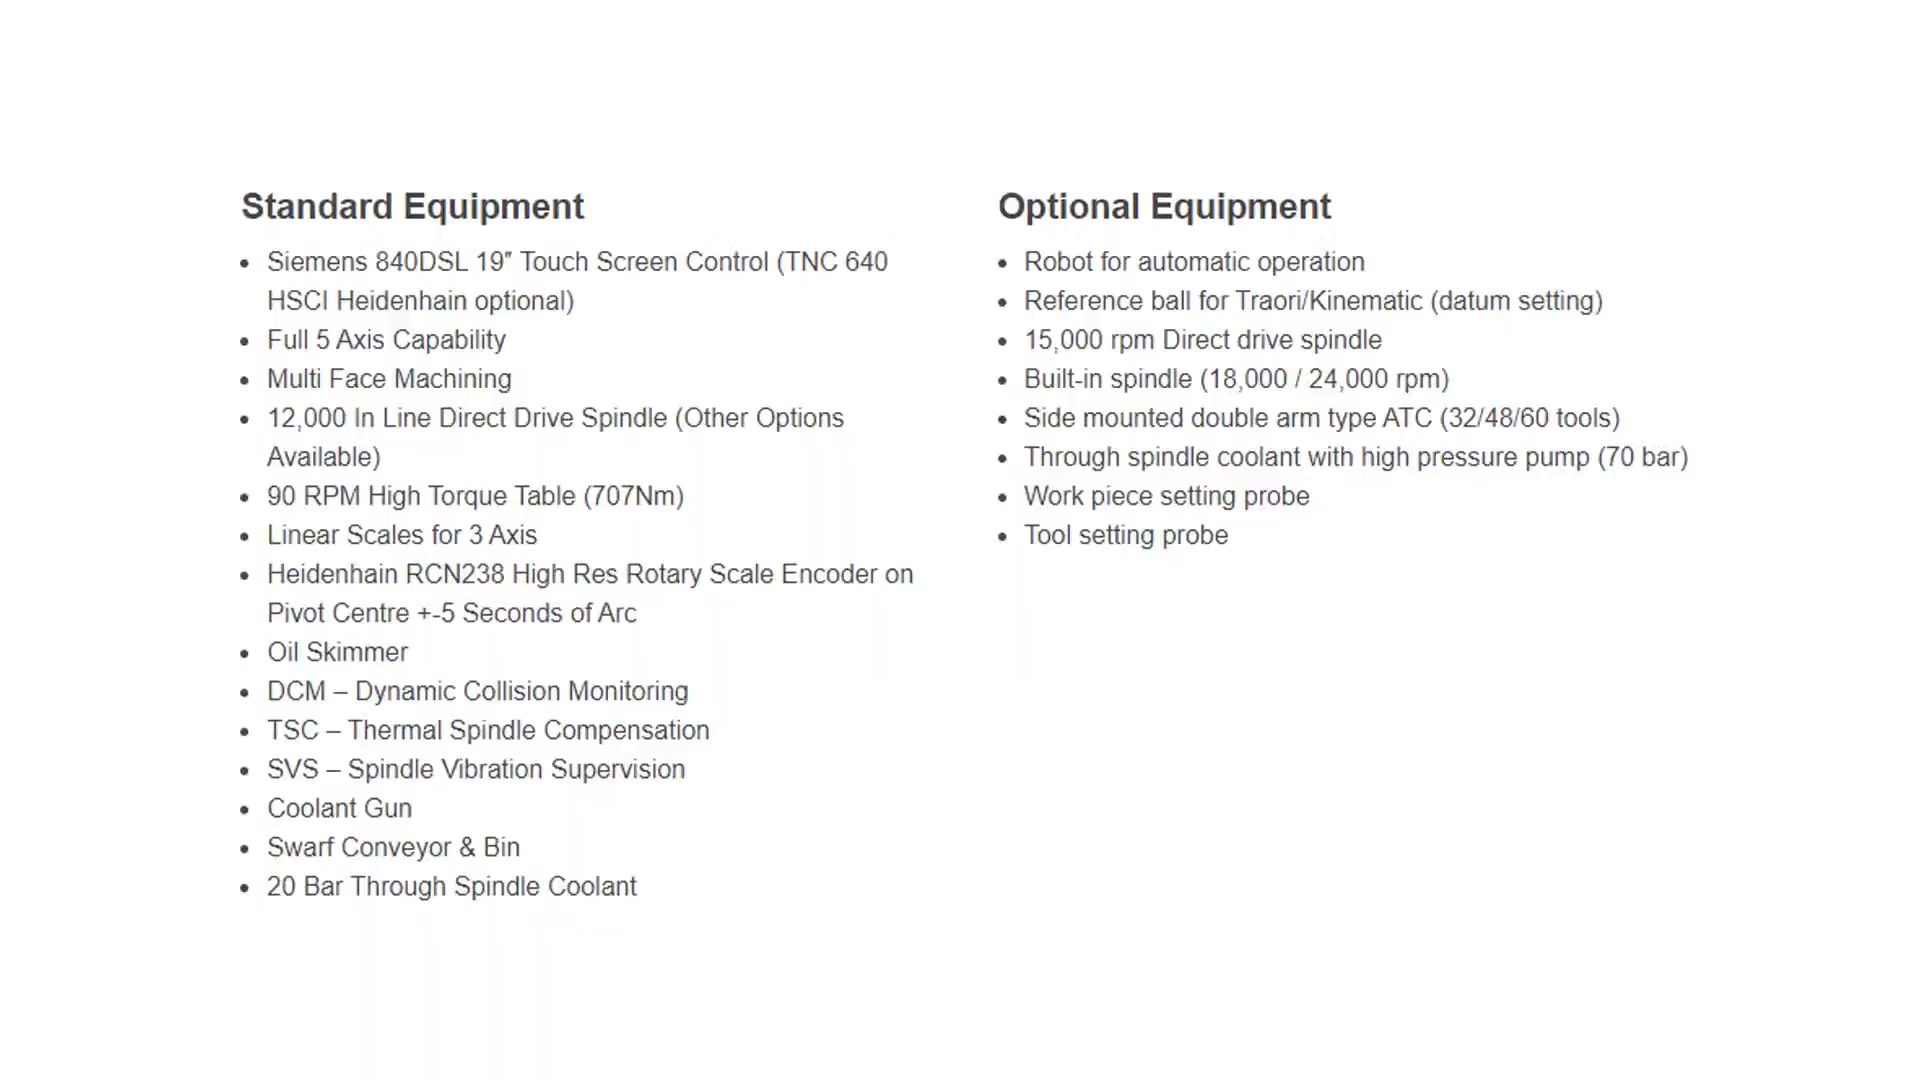 Standard Equipment
Siemens 840DSL 19″ Touch Screen Control (TNC 640
HSCI Heidenhain optional)
Full 5 Axis Capability
Multi Face Machining
12,000 In Line Direct Drive Spindle (Other Options
Available)
90 RPM High Torque Table (707Nm)
Linear Scales for 3 Axis
Heidenhain RCN238 High Res Rotary Scale Encoder on
Pivot Centre +-5 Seconds of Arc
Oil Skimmer
DCM – Dynamic Collision Monitoring
TSC – Thermal Spindle Compensation
SVS – Spindle Vibration Supervision
Coolant Gun
Swarf Conveyor & Bin
20 Bar Through Spindle Coolant
Optional Equipment
Robot for automatic operation
Reference ball for Traori/Kinematic (datum setting)
15,000 rpm Direct drive spindle
Built-in spindle (18,000 / 24,000 rpm)
Side mounted double arm type ATC (32/48/60 tools)
Through spindle coolant with high pressure pump (70 bar)
Work piece setting probe
Tool setting probe